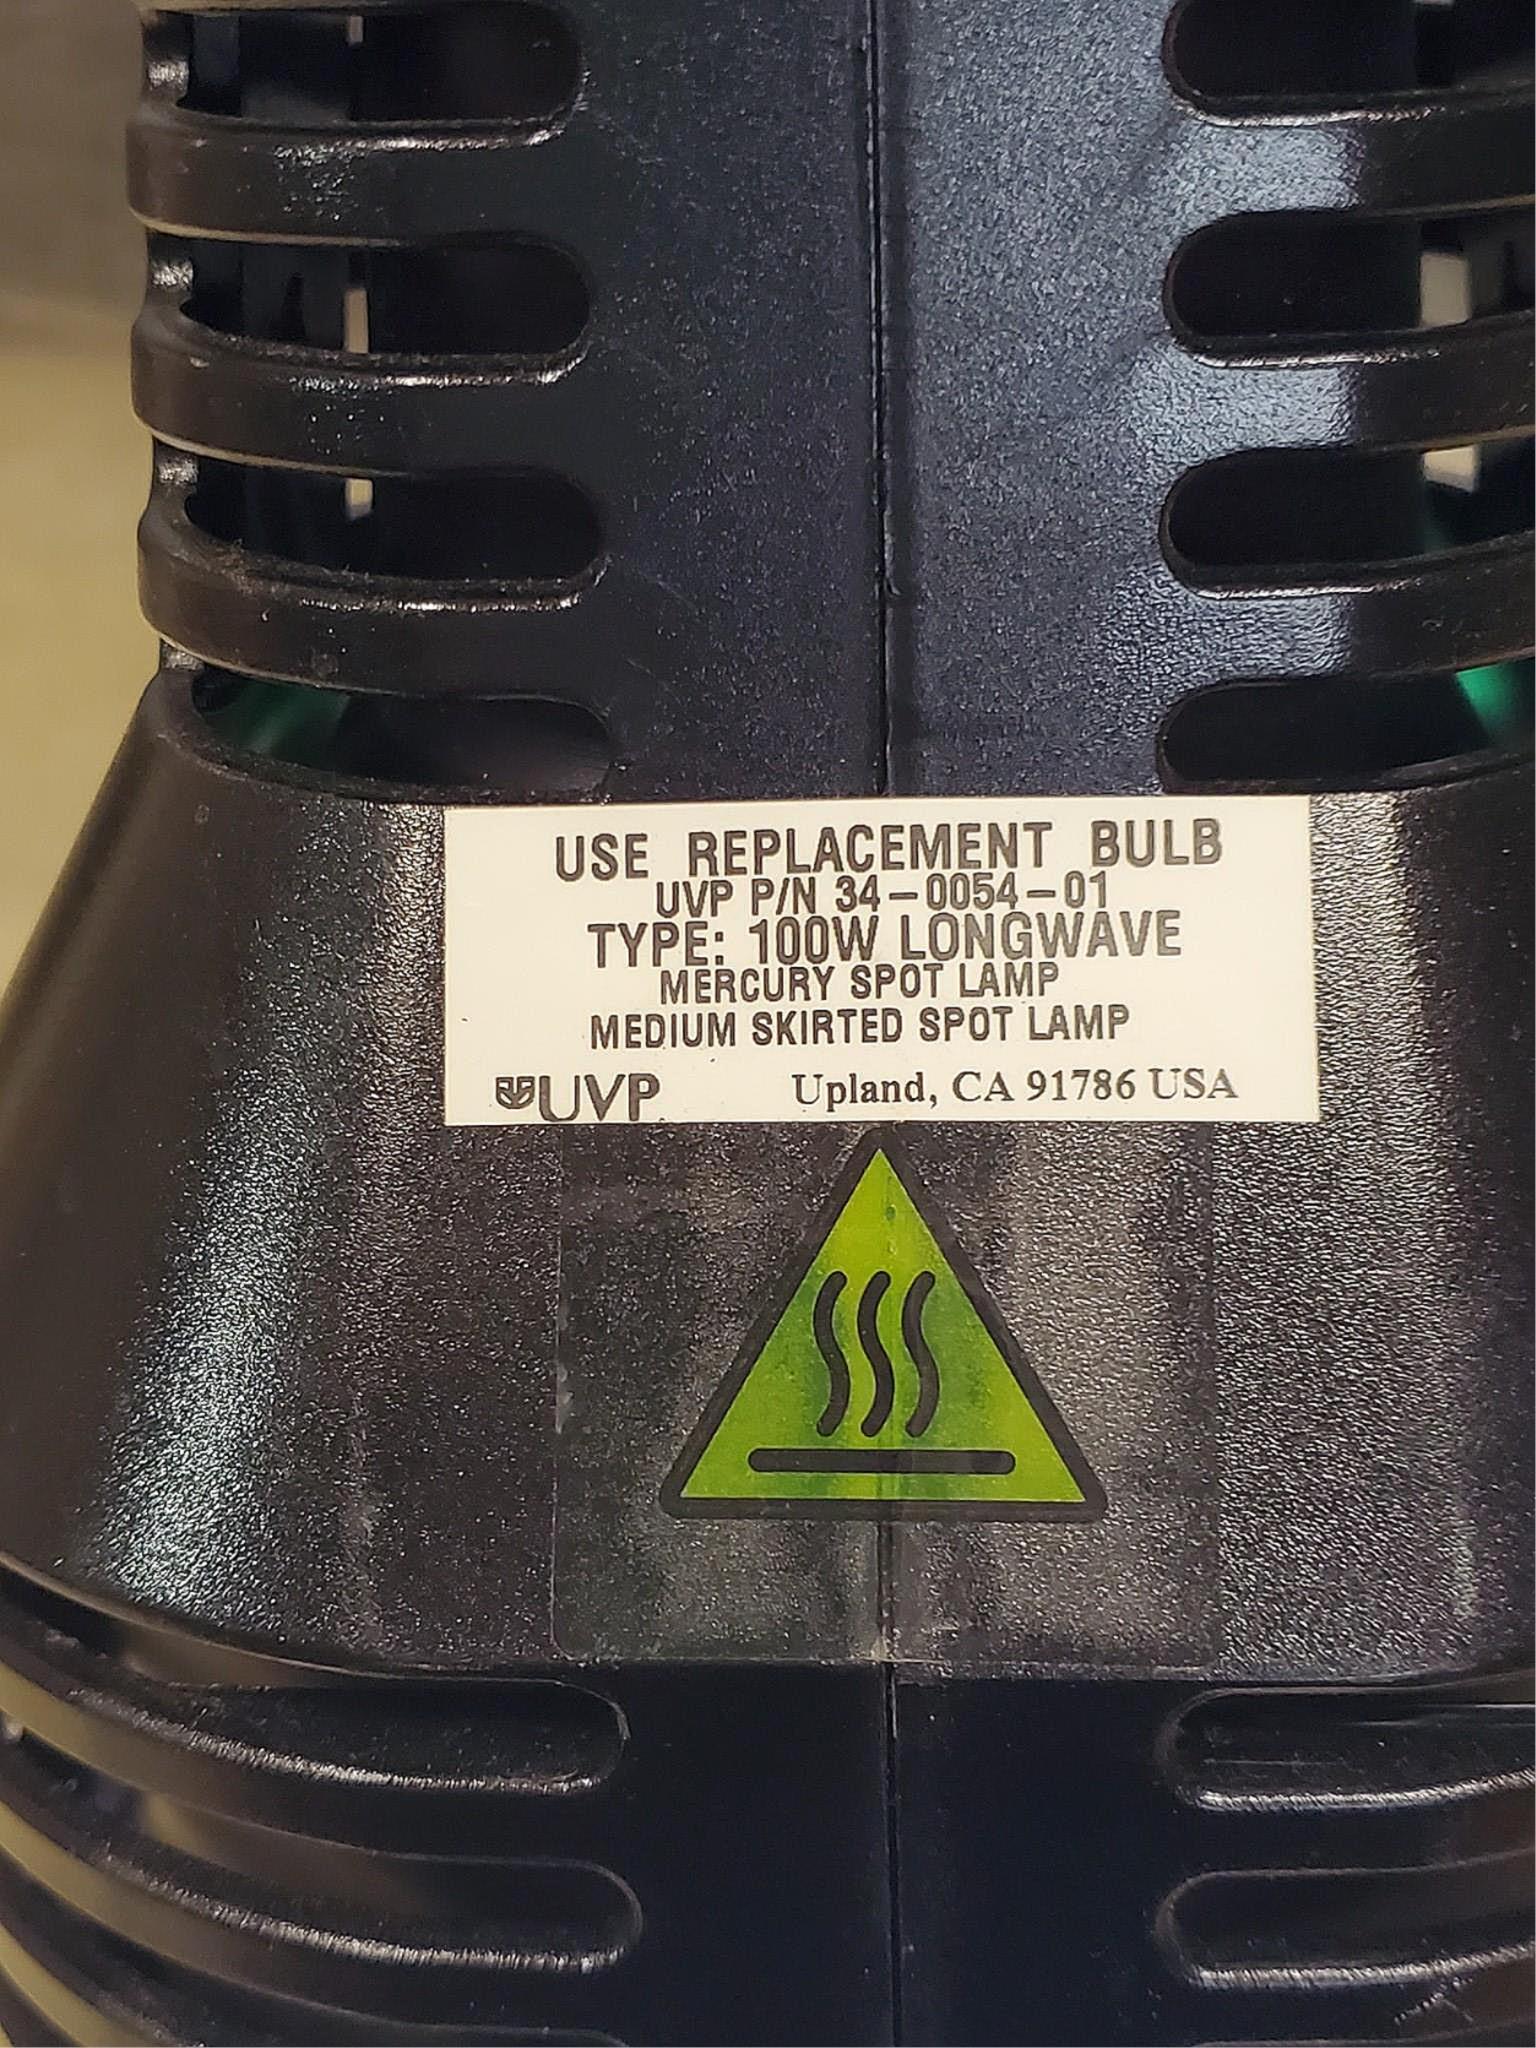 USE REPLACEMENT BULB
UVP P/N 34-0054-01
TYPE: 100W LONGWAVE
MERCURY SPOT LAMP
MEDIUM SKIRTED SPOT LAMP
UVP Upland, CA 91786 USA